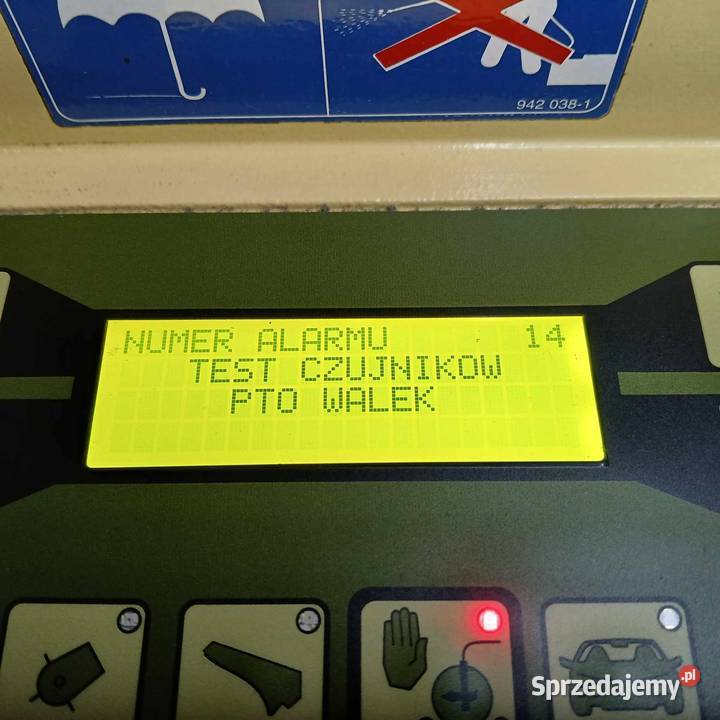 942 038-1
NUMER ALARMU 14
TEST CZUJNIKOW
PTO WALEK
Sprzedajemy.pl